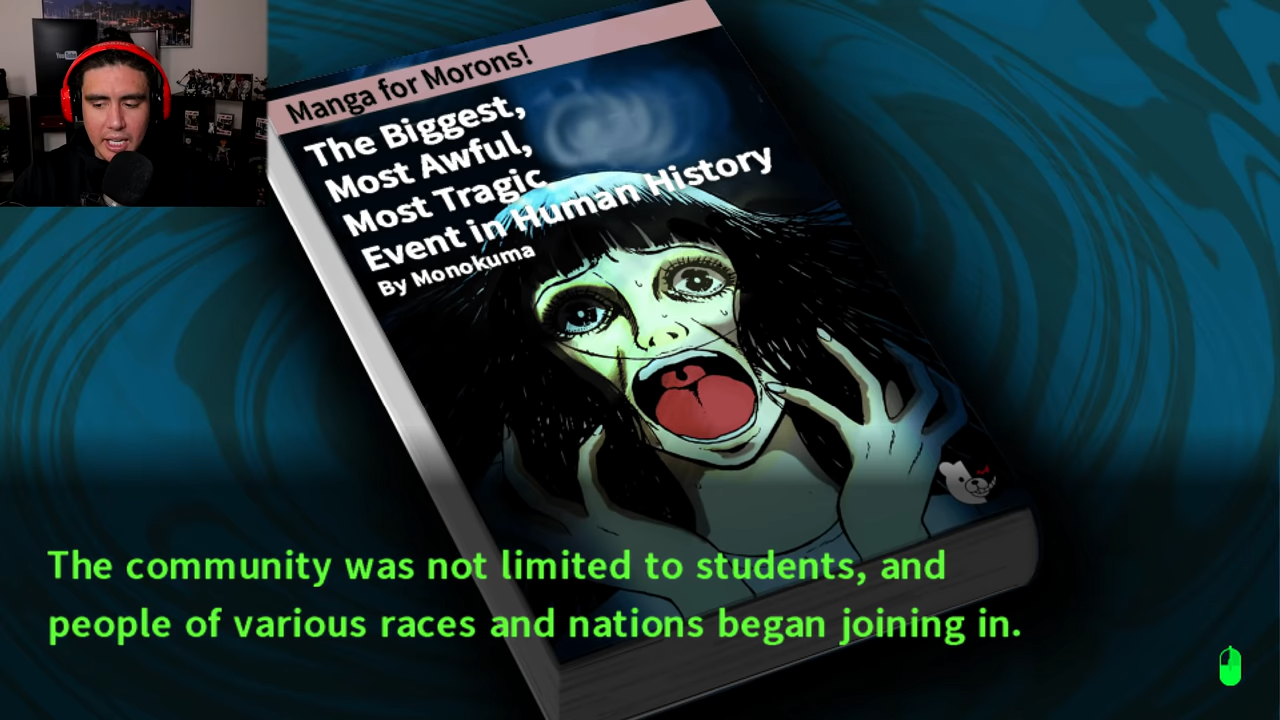 YouTube
Manga for Morons!
The Biggest,
Most Awful,
Most Tragic
Event in Human History
By Monokuma
The community was not limited to students, and
people of various races and nations began joining in.